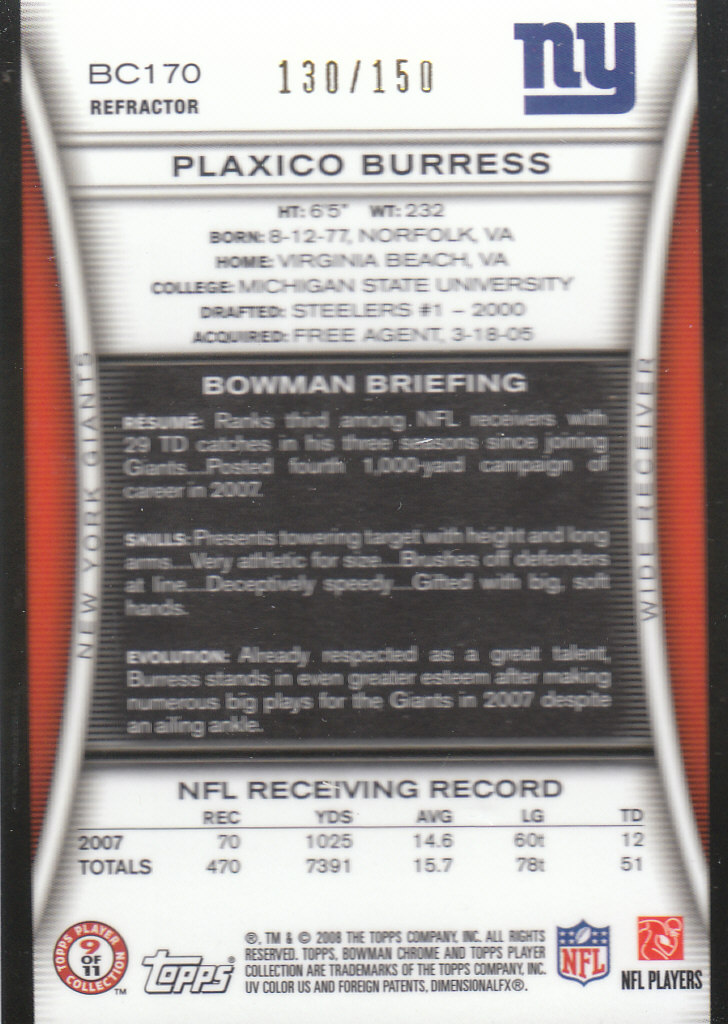 BC170
REFRACTOR
130/150
ny
PLAXICO BURRESS
HT: 6'5" WT: 232
BORN: 8-12-77, NORFOLK, VA
HOME: VIRGINIA BEACH, VA
COLLEGE: MICHIGAN STATE UNIVERSITY
DRAFTED: STEELERS #1 – 2000
ACQUIRED: FREE AGENT, 3-18-05
NEW YORK GIANTS
WIDE RECEIVER
BOWMAN BRIEFING
RÉSUMÉ: Ranks third among NFL receivers with
29 TD catches in his three seasons since joining
Giants...Posted fourth 1,000-yard campaign of
career in 2007.
SKILLS: Presents towering target with height and long
arms...Very athletic for size...Brushes off defenders
at line...Deceptively speedy...Gifted with big, soft
hands.
EVOLUTION: Already respected as a great talent,
Burress stands in even greater esteem after making
numerous big plays for the Giants in 2007 despite
an ailing ankle.
NFL RECEIVING RECORD
REC YDS AVG LG TD
2007 70 1025 14.6 60t 12
TOTALS 470 7391 15.7 78t 51
TOPPS PLAYER COLLECTION
9
OF
11
TM
topps®
®, TM & © 2008 THE TOPPS COMPANY, INC. ALL RIGHTS
RESERVED. TOPPS, BOWMAN CHROME AND TOPPS PLAYER
COLLECTION ARE TRADEMARKS OF THE TOPPS COMPANY, INC.
UV COLOR US AND FOREIGN PATENTS, DIMENSIONALFX®.
NFL
NFL PLAYERS